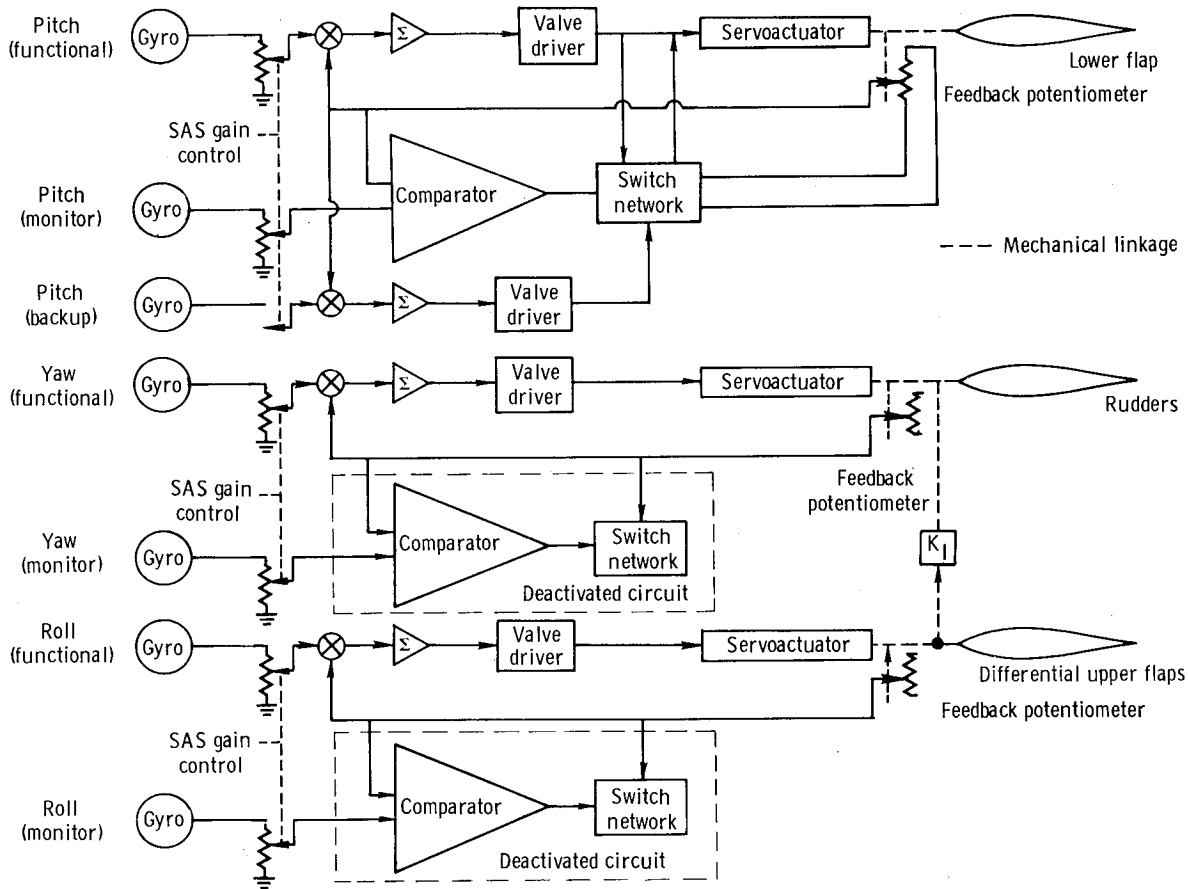 Pitch
(functional)
Gyro
Σ
Valve
driver
Servoactuator
Lower flap
Feedback potentiometer
SAS gain
control
Pitch
(monitor)
Gyro
Comparator
Switch
network
Mechanical linkage
Pitch
(backup)
Gyro
Σ
Valve
driver
Yaw
(functional)
Gyro
Σ
Valve
driver
Servoactuator
Rudders
Feedback
potentiometer
SAS gain
control
Yaw
(monitor)
Gyro
Comparator
Switch
network
Deactivated circuit
K I
Roll
(functional)
Gyro
Σ
Valve
driver
Servoactuator
Differential upper flaps
Feedback potentiometer
SAS gain
control
Roll
(monitor)
Gyro
Comparator
Switch
network
Deactivated circuit